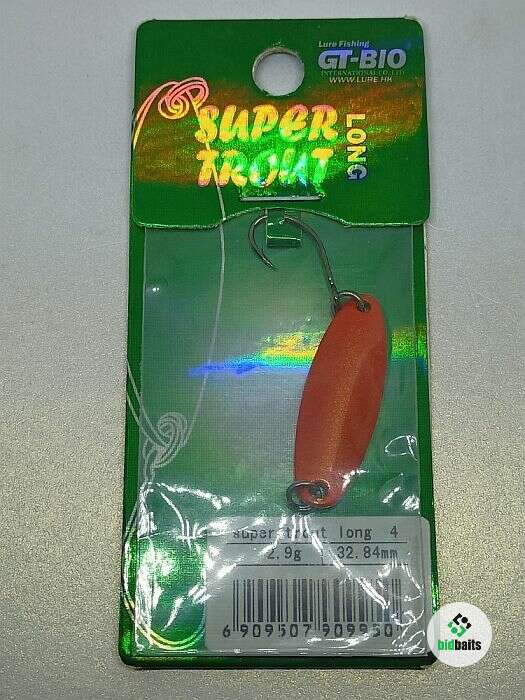 Lure Fishing
GT-BIO
INTERNATIONAL CO., LTD
WWW.LURE.HK
SUPER
TROUT
LONG
super trout long 4
2.9g 32.84mm
6 909507 909950
bidbaits